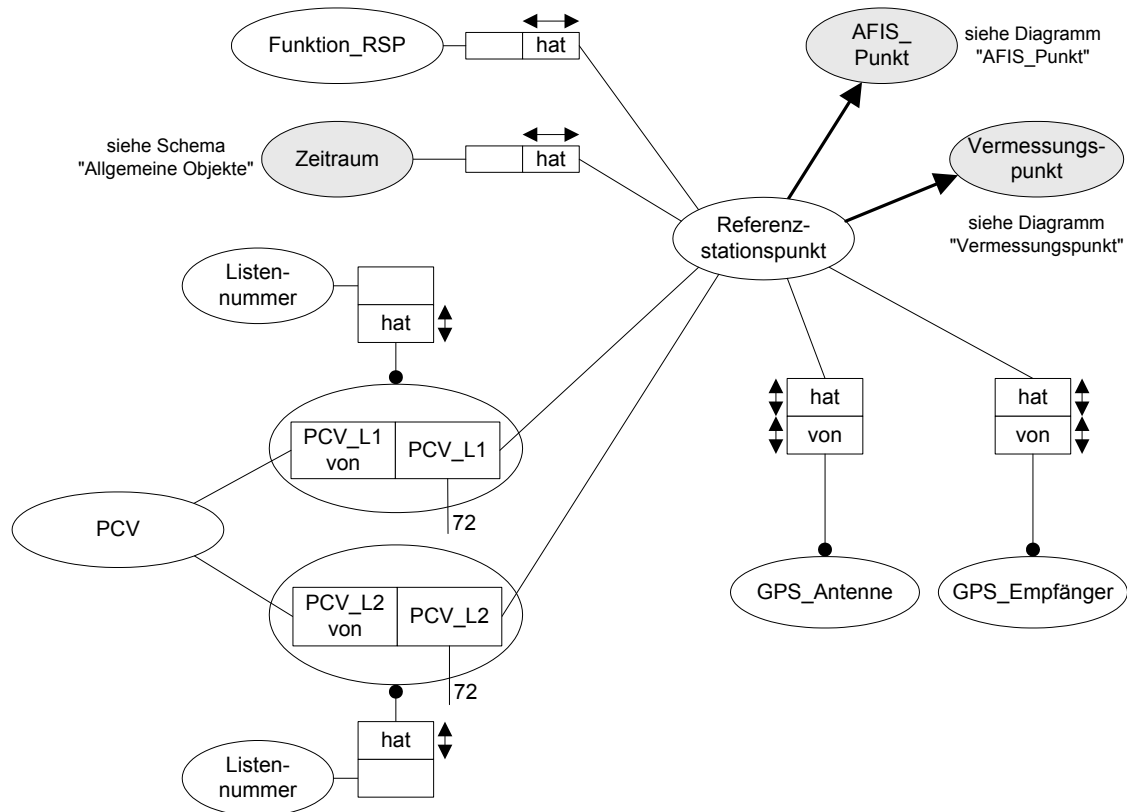 Funktion_RSP
hat
AFIS_
Punkt
siehe Diagramm
"AFIS_Punkt"
siehe Schema
"Allgemeine Objekte"
Zeitraum
hat
Vermessungs-
punkt
siehe Diagramm
"Vermessungspunkt"
Referenz-
stationspunkt
Listen-
nummer
hat
PCV_L1
von
PCV_L1
72
PCV
PCV_L2
von
PCV_L2
72
hat
Listen-
nummer
hat
von
GPS_Antenne
hat
von
GPS_Empfänger